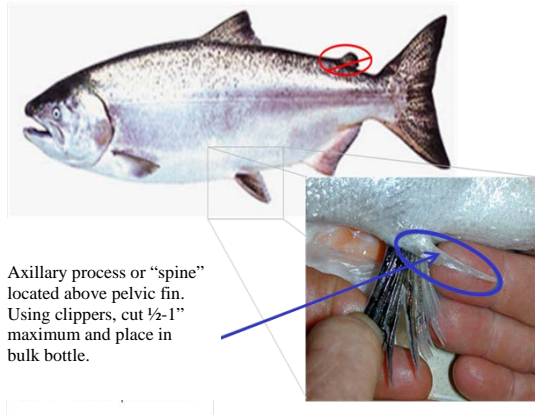 Axillary process or “spine”
located above pelvic fin.
Using clippers, cut ½-1”
maximum and place in
bulk bottle.